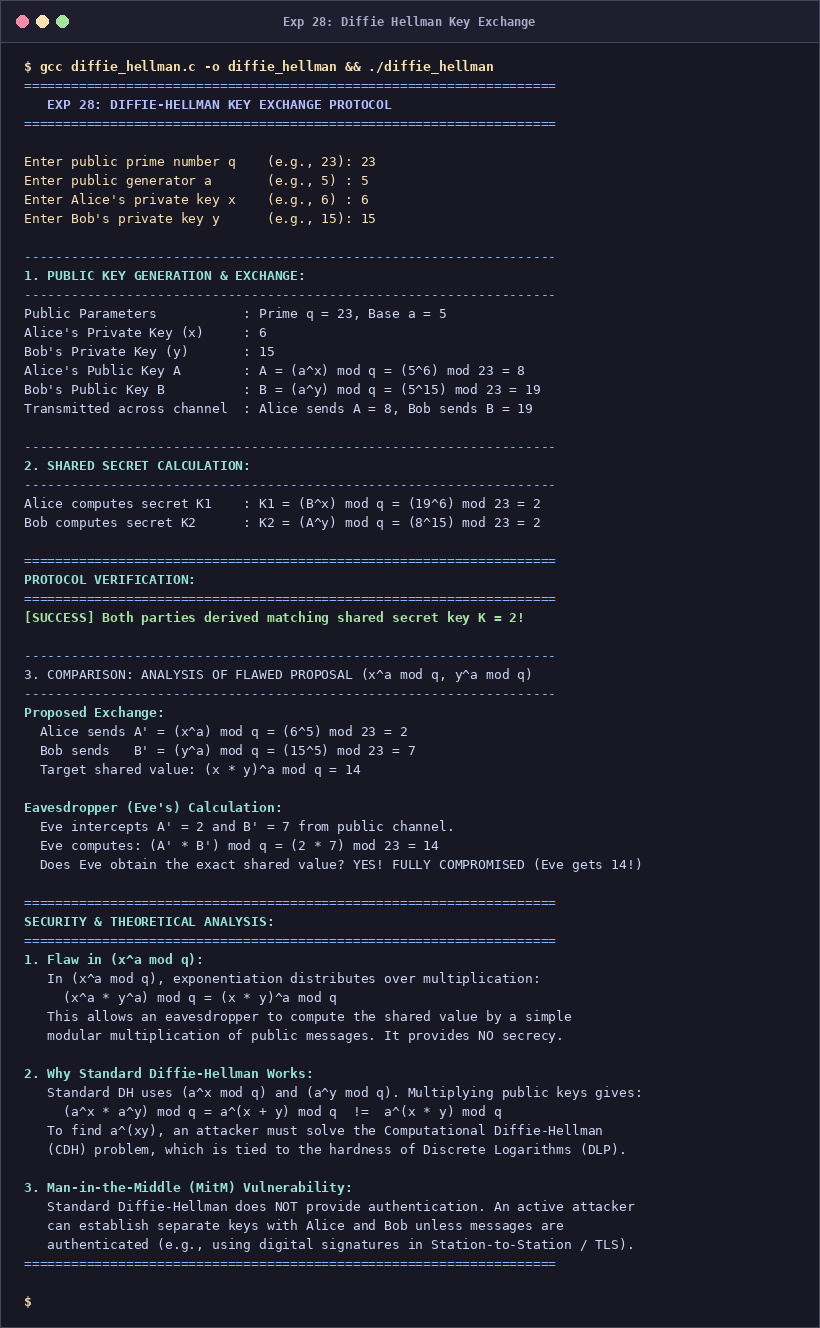 Exp 28: Diffie Hellman Key Exchange
$ gcc diffie_hellman.c -o diffie_hellman && ./diffie_hellman
====================================================================
   EXP 28: DIFFIE-HELLMAN KEY EXCHANGE PROTOCOL
====================================================================
Enter public prime number q    (e.g., 23): 23
Enter public generator a       (e.g., 5) : 5
Enter Alice's private key x    (e.g., 6) : 6
Enter Bob's private key y      (e.g., 15): 15
--------------------------------------------------------------------
1. PUBLIC KEY GENERATION & EXCHANGE:
--------------------------------------------------------------------
Public Parameters           : Prime q = 23, Base a = 5
Alice's Private Key (x)     : 6
Bob's Private Key (y)       : 15
Alice's Public Key A        : A = (a^x) mod q = (5^6) mod 23 = 8
Bob's Public Key B          : B = (a^y) mod q = (5^15) mod 23 = 19
Transmitted across channel  : Alice sends A = 8, Bob sends B = 19
--------------------------------------------------------------------
2. SHARED SECRET CALCULATION:
--------------------------------------------------------------------
Alice computes secret K1    : K1 = (B^x) mod q = (19^6) mod 23 = 2
Bob computes secret K2      : K2 = (A^y) mod q = (8^15) mod 23 = 2
====================================================================
PROTOCOL VERIFICATION:
====================================================================
[SUCCESS] Both parties derived matching shared secret key K = 2!
--------------------------------------------------------------------
3. COMPARISON: ANALYSIS OF FLAWED PROPOSAL (x^a mod q, y^a mod q)
--------------------------------------------------------------------
Proposed Exchange:
  Alice sends A' = (x^a) mod q = (6^5) mod 23 = 2
  Bob sends   B' = (y^a) mod q = (15^5) mod 23 = 7
  Target shared value: (x * y)^a mod q = 14
Eavesdropper (Eve's) Calculation:
  Eve intercepts A' = 2 and B' = 7 from public channel.
  Eve computes: (A' * B') mod q = (2 * 7) mod 23 = 14
  Does Eve obtain the exact shared value? YES! FULLY COMPROMISED (Eve gets 14!)
====================================================================
SECURITY & THEORETICAL ANALYSIS:
====================================================================
1. Flaw in (x^a mod q):
   In (x^a mod q), exponentiation distributes over multiplication:
     (x^a * y^a) mod q = (x * y)^a mod q
   This allows an eavesdropper to compute the shared value by a simple
   modular multiplication of public messages. It provides NO secrecy.
2. Why Standard Diffie-Hellman Works:
   Standard DH uses (a^x mod q) and (a^y mod q). Multiplying public keys gives:
     (a^x * a^y) mod q = a^(x + y) mod q  !=  a^(x * y) mod q
   To find a^(xy), an attacker must solve the Computational Diffie-Hellman
   (CDH) problem, which is tied to the hardness of Discrete Logarithms (DLP).
3. Man-in-the-Middle (MitM) Vulnerability:
   Standard Diffie-Hellman does NOT provide authentication. An active attacker
   can establish separate keys with Alice and Bob unless messages are
   authenticated (e.g., using digital signatures in Station-to-Station / TLS).
====================================================================
$